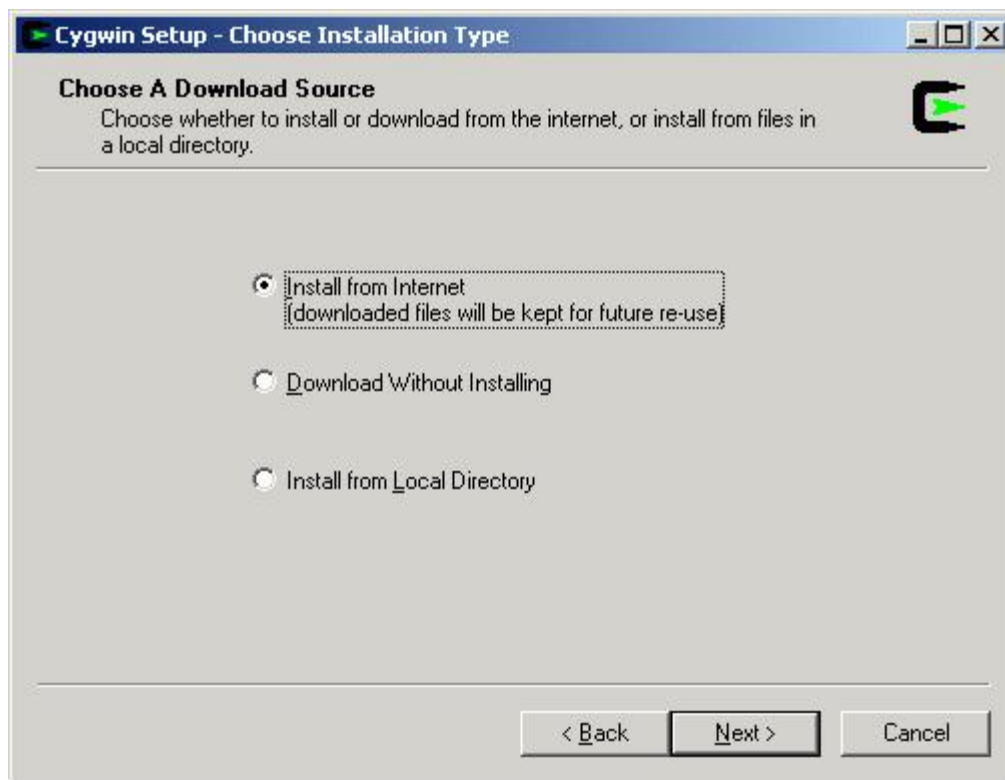 Cygwin Setup - Choose Installation Type
Choose A Download Source
Choose whether to install or download from the internet, or install from files in
a local directory.
Install from Internet
(downloaded files will be kept for future re-use)
Download Without Installing
Install from Local Directory
< Back
Next >
Cancel